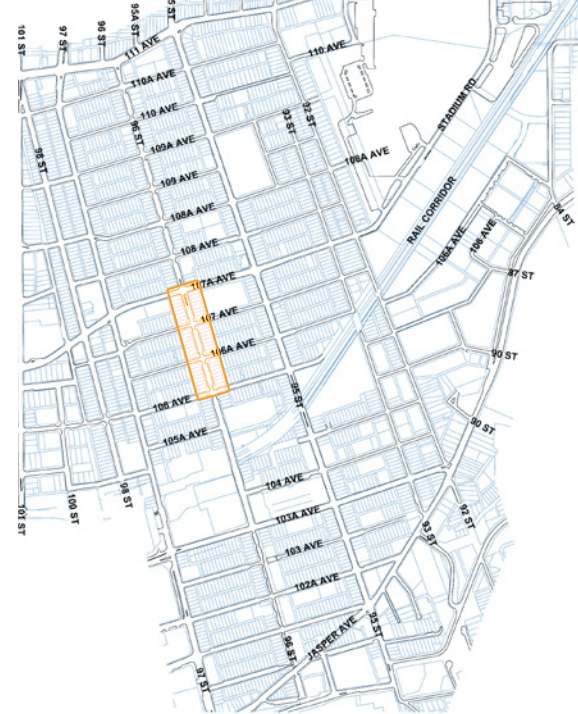 101 ST
97 ST
96 ST
95A ST
95 ST
111 AVE
110A AVE
110 AVE
110 AVE
96 ST
98 ST
109A AVE
93 ST
92 ST
STADIUM RD
109 AVE
108A AVE
108A AVE
108 AVE
RAIL CORRIDOR
106A AVE
106 AVE
84 ST
87 ST
107A AVE
107 AVE
106A AVE
90 ST
106 AVE
95 ST
105A AVE
90 ST
98 ST
100 ST
101 ST
104 AVE
103A AVE
92 ST
93 ST
103 AVE
102A AVE
95 ST
96 ST
JASPER AVE
97 ST